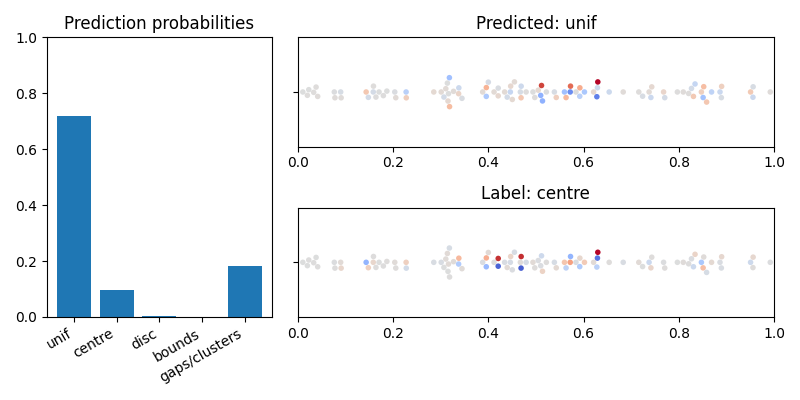 Prediction probabilities
1.0
0.8
0.6
0.4
0.2
0.0
unif
centre
disc
bounds
gaps/clusters
Predicted: unif
0.0 0.2 0.4 0.6 0.8 1.0
Label: centre
0.0 0.2 0.4 0.6 0.8 1.0